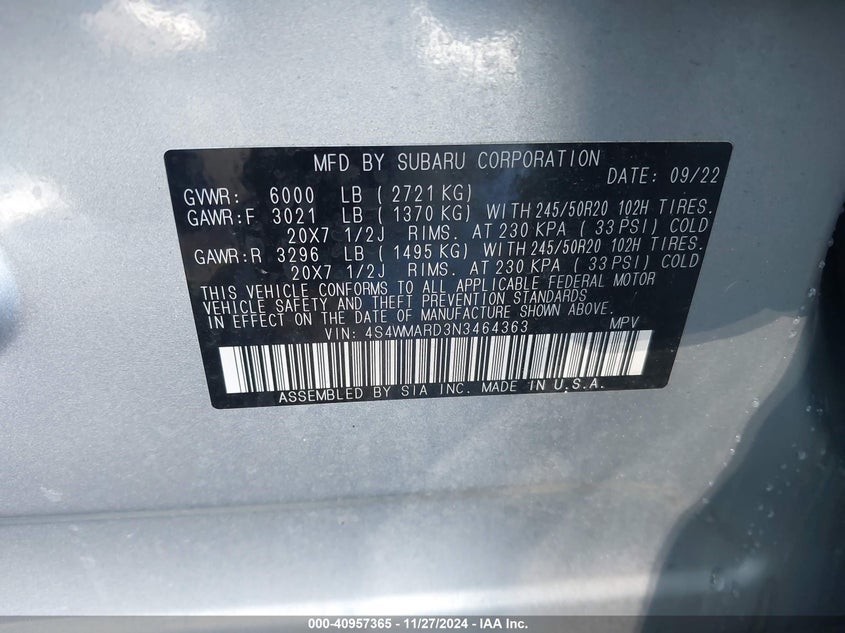 MFD BY SUBARU CORPORATION
DATE: 09/22
GVWR: 6000 LB ( 2721 KG)
GAWR:F 3021 LB ( 1370 KG) WITH 245/50R20 102H TIRES.
20X7 1/2J RIMS. AT 230 KPA ( 33 PSI) COLD
GAWR:R 3296 LB ( 1495 KG) WITH 245/50R20 102H TIRES.
20X7 1/2J RIMS. AT 230 KPA ( 33 PSI) COLD
THIS VEHICLE CONFORMS TO ALL APPLICABLE FEDERAL MOTOR
VEHICLE SAFETY AND THEFT PREVENTION STANDARDS
IN EFFECT ON THE DATE OF MANUFACTURE SHOWN ABOVE.
VIN: 4S4WMARD3N3464363 MPV
ASSEMBLED BY SIA INC. MADE IN U.S.A.
000-40957365 | 11/27/2024 | IAA Inc.